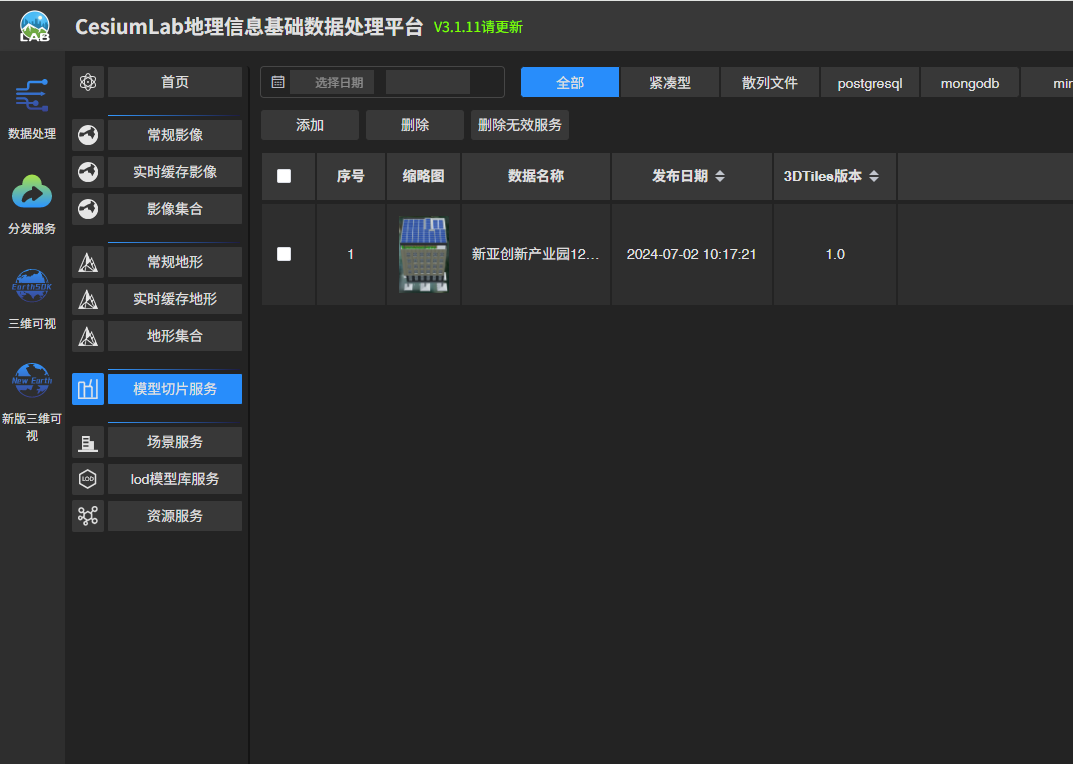 LAB
CesiumLab地理信息基础数据处理平台 V3.1.11请更新
数据处理
分发服务
EarthSDK
三维可视
New Earth
新版三维可
视
首页
常规影像
实时缓存影像
影像集合
常规地形
实时缓存地形
地形集合
模型切片服务
场景服务
LOD
lod模型库服务
资源服务
选择日期
全部 紧凑型 散列文件 postgresql mongodb
添加 删除 删除无效服务
序号 缩略图 数据名称 发布日期 3DTiles版本
1 新亚创新产业园12... 2024-07-02 10:17:21 1.0